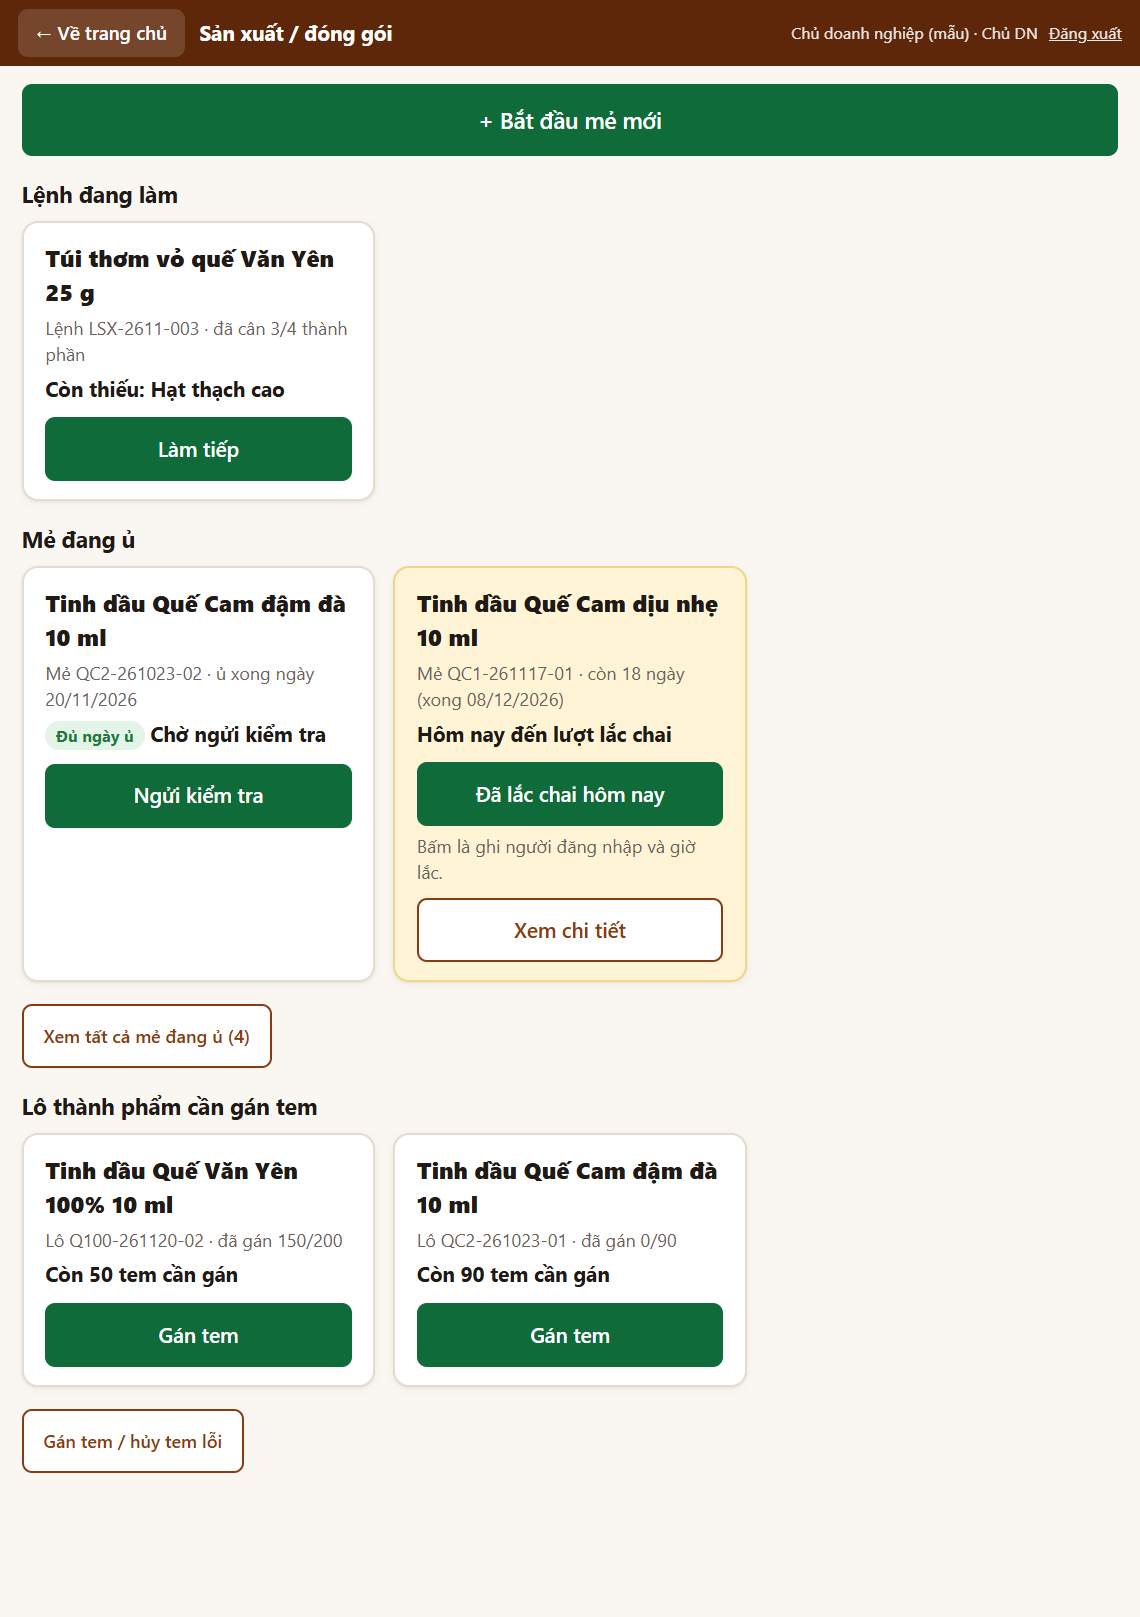 ← Về trang chủ
Sản xuất / đóng gói
Chủ doanh nghiệp (mẫu) · Chủ DN Đăng xuất
+ Bắt đầu mẻ mới
Lệnh đang làm
Túi thơm vỏ quế Văn Yên
25 g
Lệnh LSX-2611-003 · đã cân 3/4 thành
phần
Còn thiếu: Hạt thạch cao
Làm tiếp
Mẻ đang ủ
Tinh dầu Quế Cam đậm đà
10 ml
Mẻ QC2-261023-02 · ủ xong ngày
20/11/2026
Đủ ngày ủ Chờ ngửi kiểm tra
Ngửi kiểm tra
Tinh dầu Quế Cam dịu nhẹ
10 ml
Mẻ QC1-261117-01 · còn 18 ngày
(xong 08/12/2026)
Hôm nay đến lượt lắc chai
Đã lắc chai hôm nay
Bấm là ghi người đăng nhập và giờ
lắc.
Xem chi tiết
Xem tất cả mẻ đang ủ (4)
Lô thành phẩm cần gán tem
Tinh dầu Quế Văn Yên
100% 10 ml
Lô Q100-261120-02 · đã gán 150/200
Còn 50 tem cần gán
Gán tem
Tinh dầu Quế Cam đậm đà
10 ml
Lô QC2-261023-01 · đã gán 0/90
Còn 90 tem cần gán
Gán tem
Gán tem / hủy tem lỗi